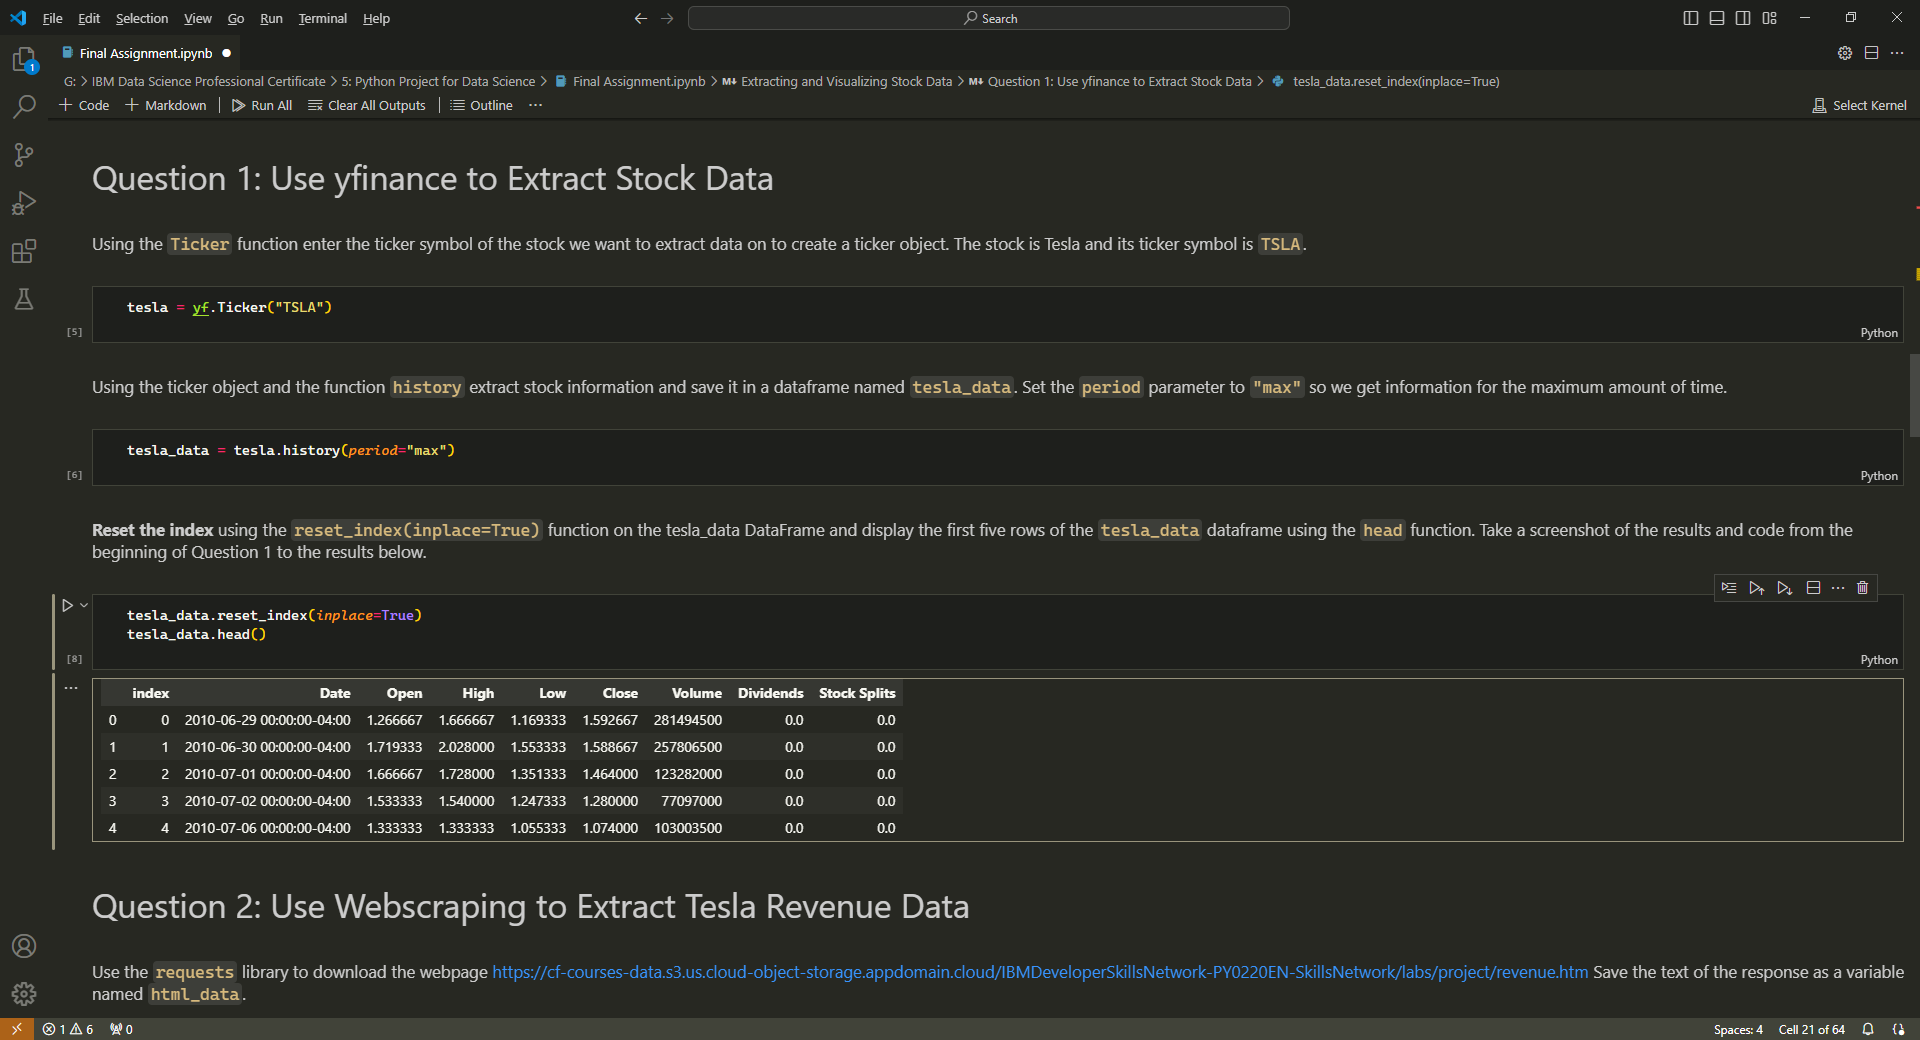 File Edit Selection View Go Run Terminal Help
Search
Final Assignment.ipynb
1
G: > IBM Data Science Professional Certificate > 5: Python Project for Data Science > Final Assignment.ipynb > M↓ Extracting and Visualizing Stock Data > M↓ Question 1: Use yfinance to Extract Stock Data > tesla_data.reset_index(inplace=True)
+ Code + Markdown | Run All Clear All Outputs | Outline ...
Select Kernel
Question 1: Use yfinance to Extract Stock Data
Using the Ticker function enter the ticker symbol of the stock we want to extract data on to create a ticker object. The stock is Tesla and its ticker symbol is TSLA.
tesla = yf.Ticker("TSLA")
[5]
Python
Using the ticker object and the function history extract stock information and save it in a dataframe named tesla_data. Set the period parameter to "max" so we get information for the maximum amount of time.
tesla_data = tesla.history(period="max")
[6]
Python
Reset the index using the reset_index(inplace=True) function on the tesla_data DataFrame and display the first five rows of the tesla_data dataframe using the head function. Take a screenshot of the results and code from the
beginning of Question 1 to the results below.
tesla_data.reset_index(inplace=True)
tesla_data.head()
[8]
Python
index Date Open High Low Close Volume Dividends Stock Splits
0 0 2010-06-29 00:00:00-04:00 1.266667 1.666667 1.169333 1.592667 281494500 0.0 0.0
1 1 2010-06-30 00:00:00-04:00 1.719333 2.028000 1.553333 1.588667 257806500 0.0 0.0
2 2 2010-07-01 00:00:00-04:00 1.666667 1.728000 1.351333 1.464000 123282000 0.0 0.0
3 3 2010-07-02 00:00:00-04:00 1.533333 1.540000 1.247333 1.280000 77097000 0.0 0.0
4 4 2010-07-06 00:00:00-04:00 1.333333 1.333333 1.055333 1.074000 103003500 0.0 0.0
Question 2: Use Webscraping to Extract Tesla Revenue Data
Use the requests library to download the webpage https://cf-courses-data.s3.us.cloud-object-storage.appdomain.cloud/IBMDeveloperSkillsNetwork-PY0220EN-SkillsNetwork/labs/project/revenue.htm Save the text of the response as a variable
named html_data.
1 6 0
Spaces: 4 Cell 21 of 64